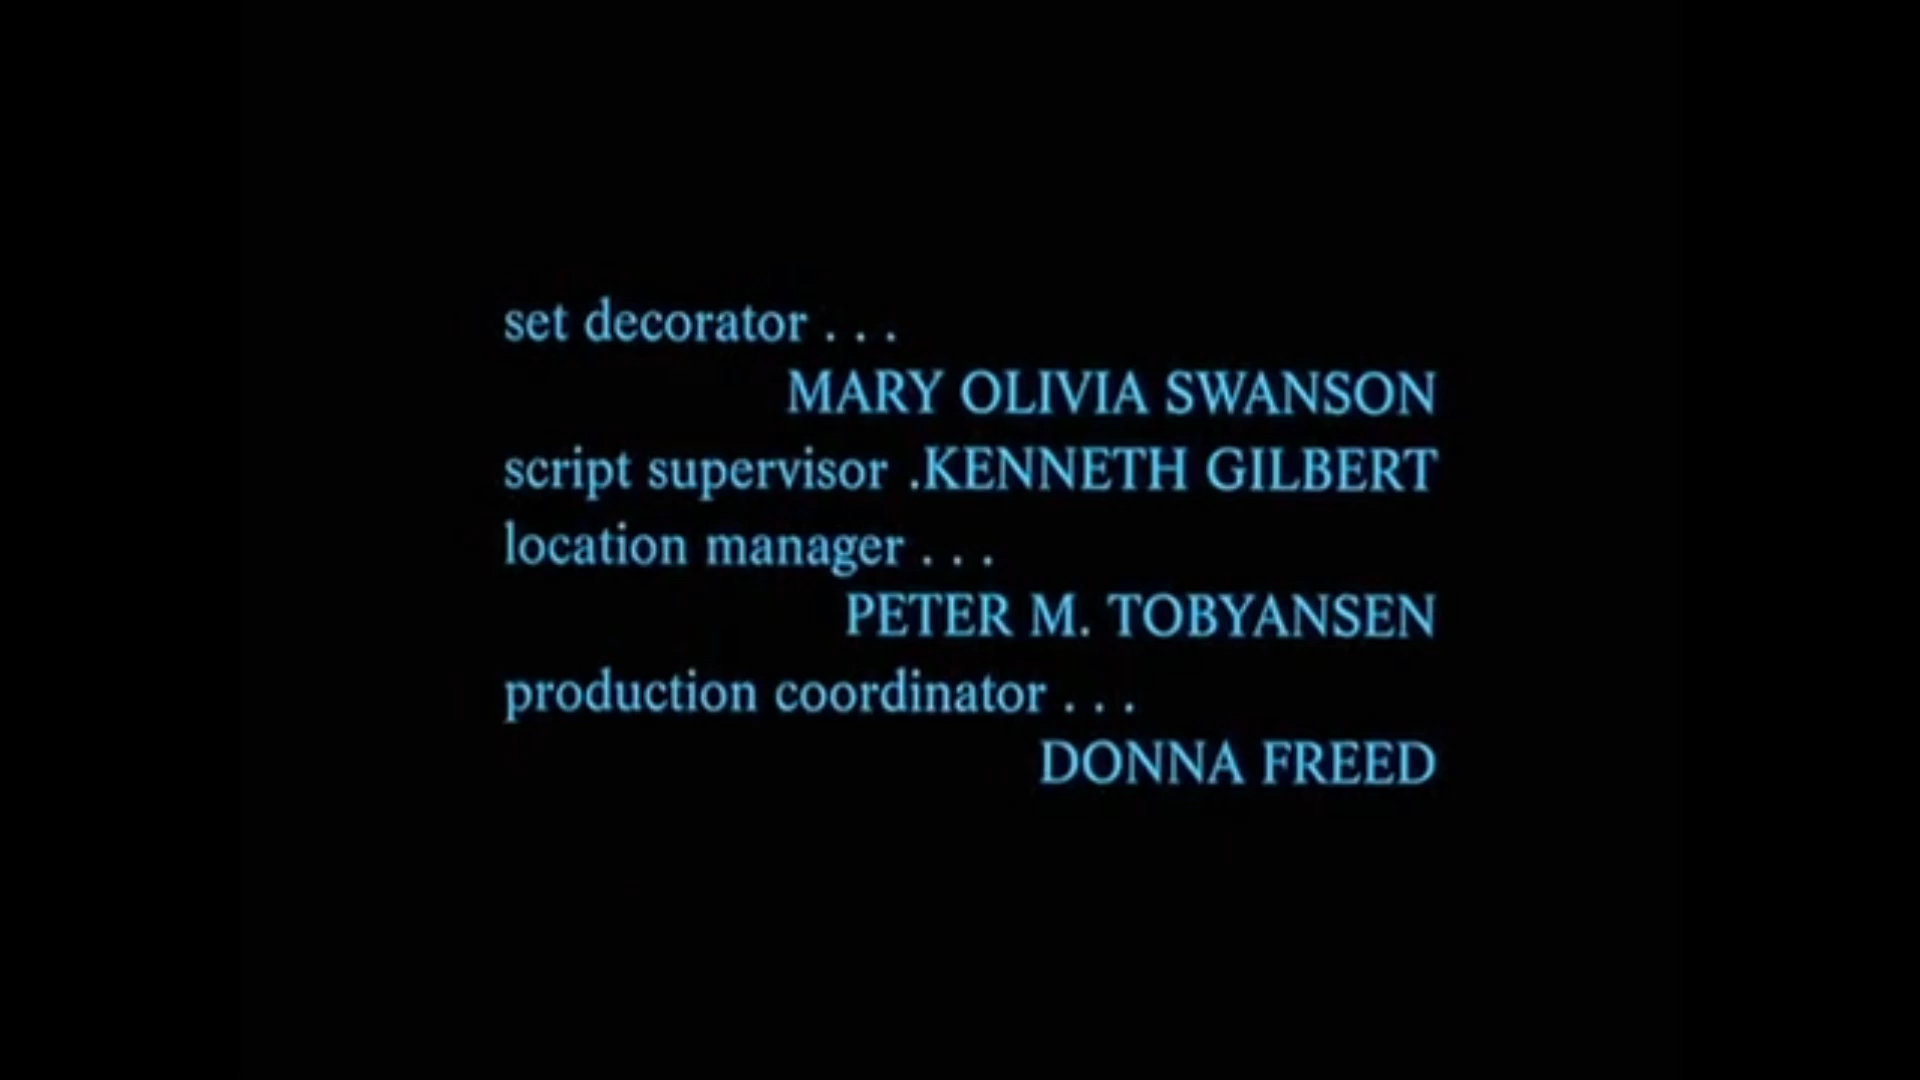 set decorator . . .
MARY OLIVIA SWANSON
script supervisor .KENNETH GILBERT
location manager . . .
PETER M. TOBYANSEN
production coordinator . . .
DONNA FREED